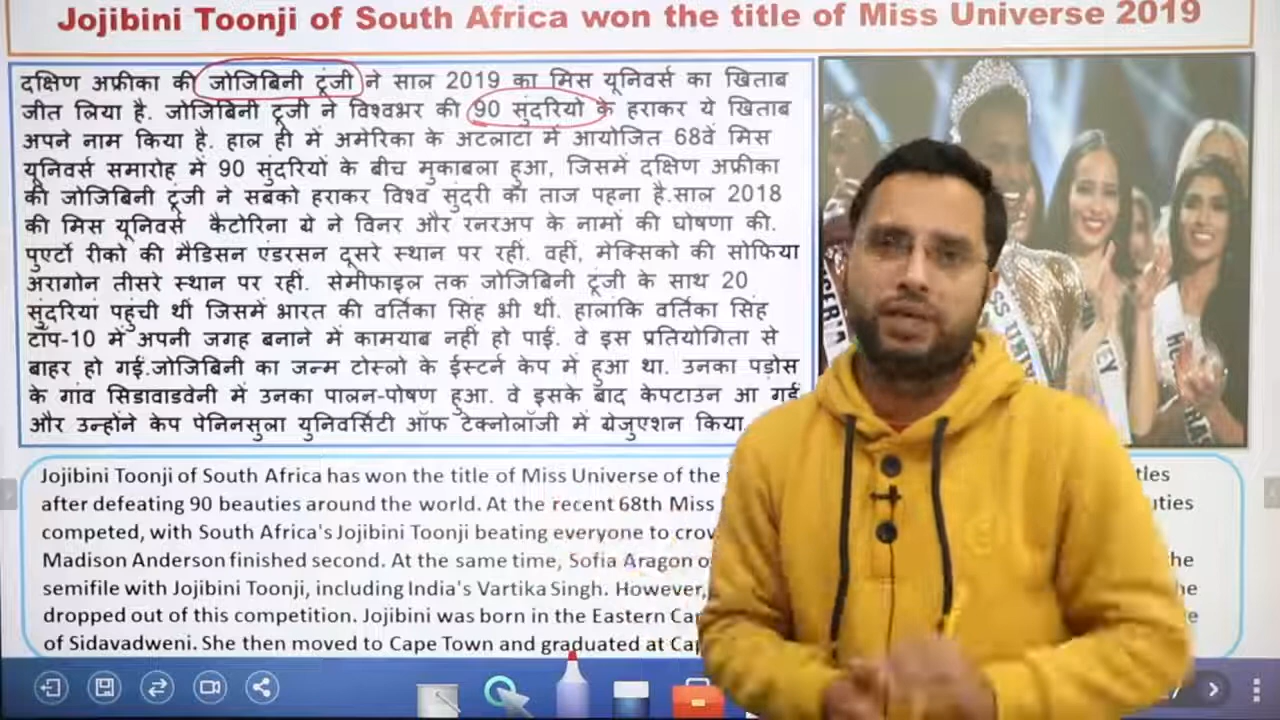 Jojibini Toonji of South Africa won the title of Miss Universe 2019
दक्षिण अफ्रीका की जोजिबिनी टूंजी ने साल 2019 का मिस यूनिवर्स का खिताब
जीत लिया है. जोजिबिनी टूंजी ने विश्वभर की 90 सुंदरियों के हराकर ये खिताब
अपने नाम किया है. हाल ही में अमेरिका के अटलांटा में आयोजित 68वें मिस
यूनिवर्स समारोह में 90 सुंदरियों के बीच मुकाबला हुआ, जिसमें दक्षिण अफ्रीका
की जोजिबिनी टूंजी ने सबको हराकर विश्व सुंदरी का ताज पहना है.साल 2018
की मिस यूनिवर्स कैटोरिना ग्रे ने विनर और रनरअप के नामों की घोषणा की.
पुएर्टो रीको की मैडिसन एंडरसन दूसरे स्थान पर रहीं. वहीं, मेक्सिको की सोफिया
अरागोन तीसरे स्थान पर रहीं. सेमीफाइल तक जोजिबिनी टूंजी के साथ 20
सुंदरियां पहुंची थीं जिसमें भारत की वर्तिका सिंह भी थीं. हालांकि वर्तिका सिंह
टॉप-10 में अपनी जगह बनाने में कामयाब नहीं हो पाईं. वे इस प्रतियोगिता से
बाहर हो गईं.जोजिबिनी का जन्म टोस्लो के ईस्टर्न केप में हुआ था. उनका पड़ोस
के गांव सिडावाडवेनी में उनका पालन-पोषण हुआ. वे इसके बाद केपटाउन आ गईं
और उन्होंने केप पेनिनसुला युनिवर्सिटी ऑफ टेक्नोलॉजी में ग्रेजुएशन किया.
Jojibini Toonji of South Africa has won the title of Miss Universe of the
after defeating 90 beauties around the world. At the recent 68th Miss
competed, with South Africa's Jojibini Toonji beating everyone to
Madison Anderson finished second. At the same time, Sofia Aragon
semifile with Jojibini Toonji, including India's Vartika Singh. However,
dropped out of this competition. Jojibini was born in the Eastern
of Sidavadweni. She then moved to Cape Town and graduated at